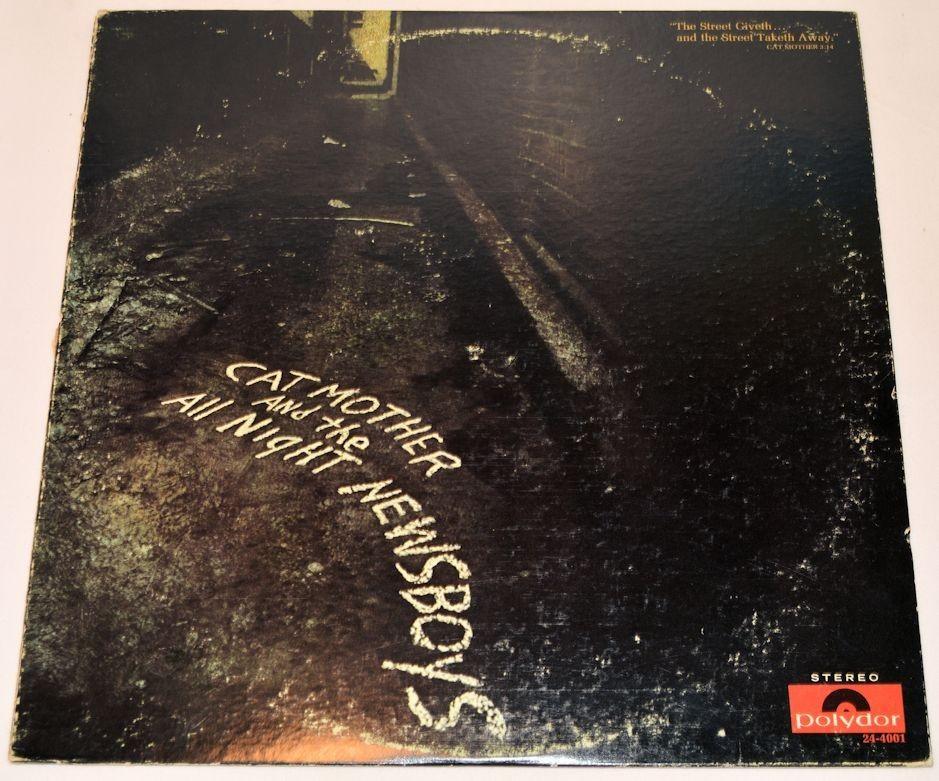 "The Street Giveth...
and the Street Taketh Away."
CAT MOTHER 3:14
CAT MOTHER
And the
All Night
NEWSBOYS
STEREO
polydor
24-4001